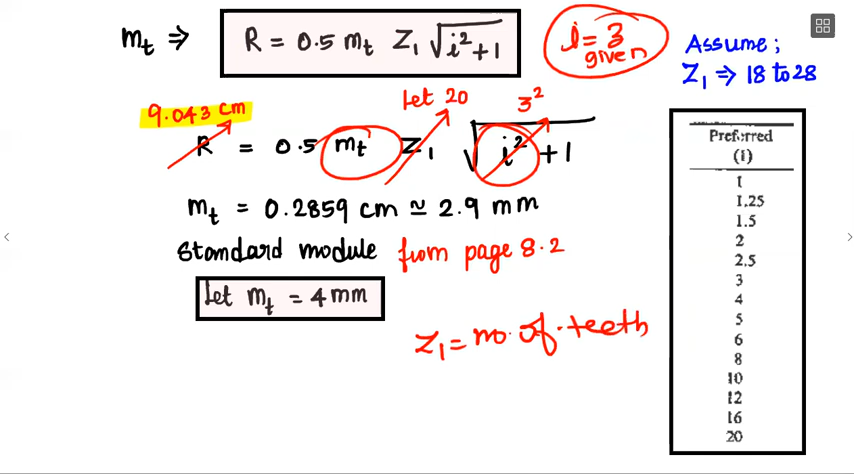 mt ⇒ R = 0.5 mt Z1 √i²+1
i = 3
given
Assume;
Z1 ⇒ 18 to 28
9.043 cm
Let 20
3²
R = 0.5 mt Z1 √i²+1
mt = 0.2859 cm ≃ 2.9 mm
Standard module from page 8.2
Let mt = 4mm
Z1 = no. of. teeth
Preferred
(i)
1
1.25
1.5
2
2.5
3
4
5
6
8
10
12
16
20